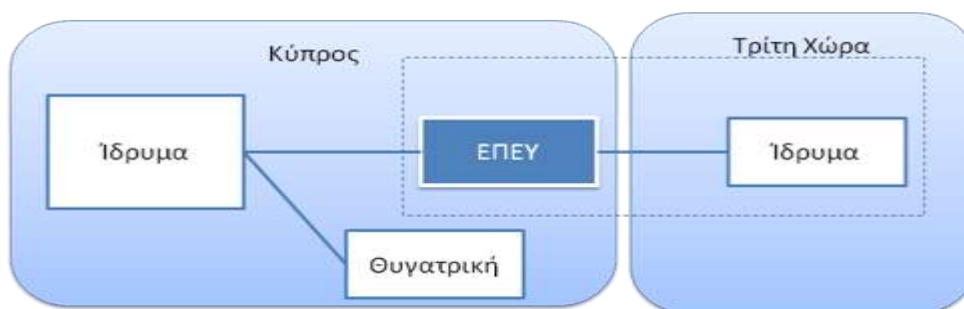 Κύπρος
Τρίτη Χώρα
Ίδρυμα
ΕΠΕΥ
Ίδρυμα
Θυγατρική